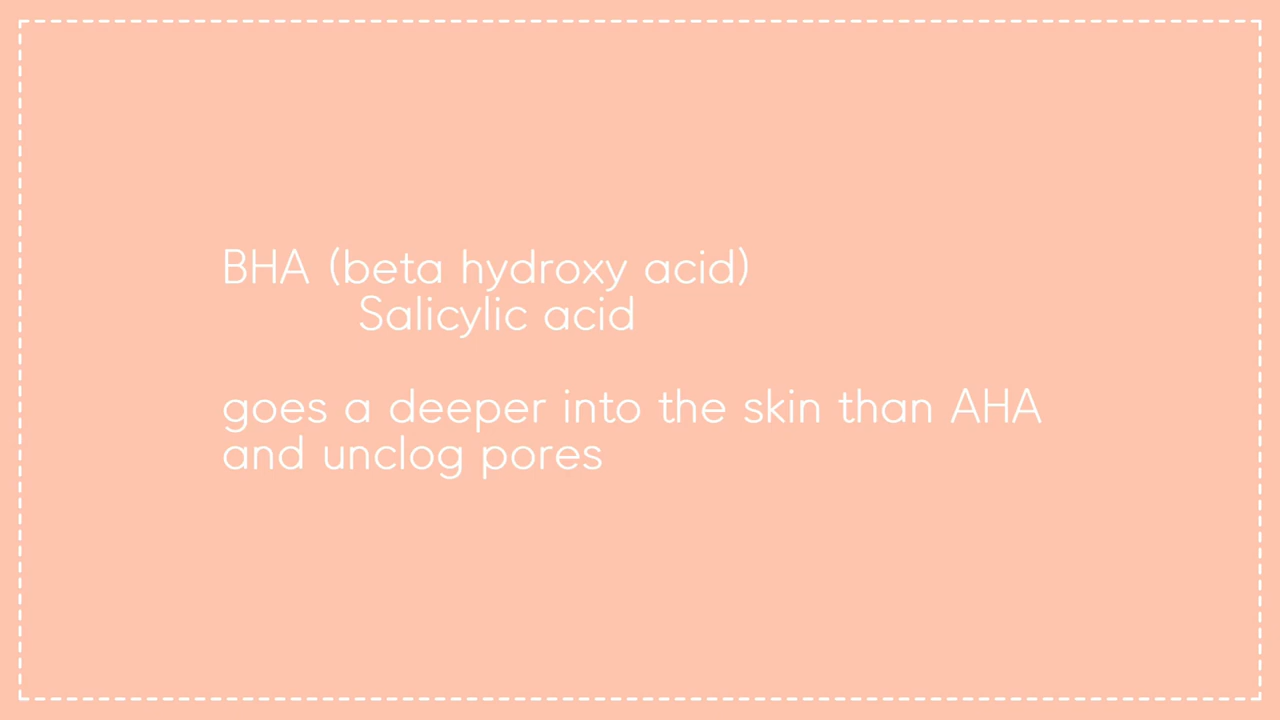 BHA (beta hydroxy acid)
Salicylic acid
goes a deeper into the skin than AHA
and unclog pores